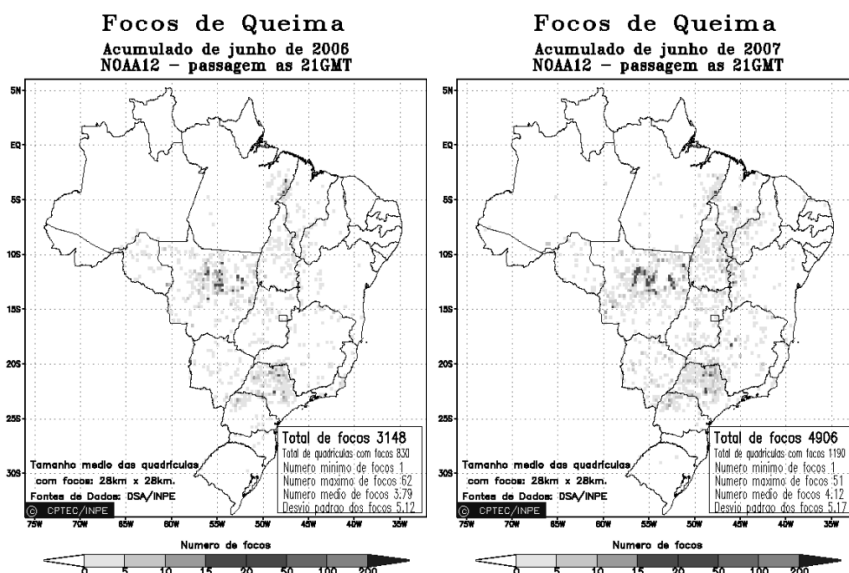 Focos de Queima
Acumulado de junho de 2006
NOAA12 - passagem as 21GMT
5N
EQ
5S
10S
15S
20S
25S
30S
Tamanho medio das quadriculas
com focos: 28km x 28km.
Fontes de Dados: DSA/INPE
© CPTEC/INPE
Total de focos 3148
Total de quadriculas com focos 830
Numero minimo de focos 1
Numero maximo de focos 62
Numero medio de focos 3.79
Desvio padrao dos focos 5.12
75W 70W 65W 60W 55W 50W 45W 40W 35W
Numero de focos
0 5 10 15 20 50 100 200
Focos de Queima
Acumulado de junho de 2007
NOAA12 - passagem as 21GMT
5N
EQ
5S
10S
15S
20S
25S
30S
Tamanho medio das quadriculas
com focos: 28km x 28km.
Fontes de Dados: DSA/INPE
© CPTEC/INPE
Total de focos 4906
Total de quadriculas com focos 1190
Numero minimo de focos 1
Numero maximo de focos 51
Numero medio de focos 4.12
Desvio padrao dos focos 5.17
75W 70W 65W 60W 55W 50W 45W 40W 35W
Numero de focos
0 5 10 15 20 50 100 200